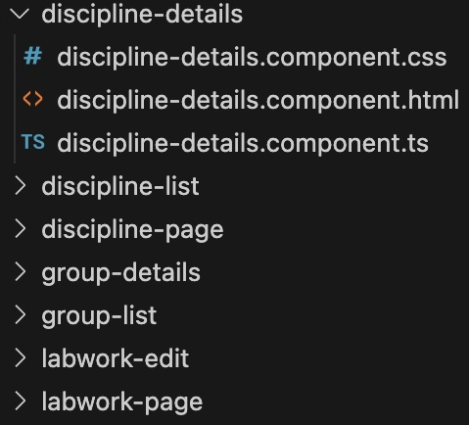 discipline-details
# discipline-details.component.css
<> discipline-details.component.html
TS discipline-details.component.ts
discipline-list
discipline-page
group-details
group-list
labwork-edit
labwork-page